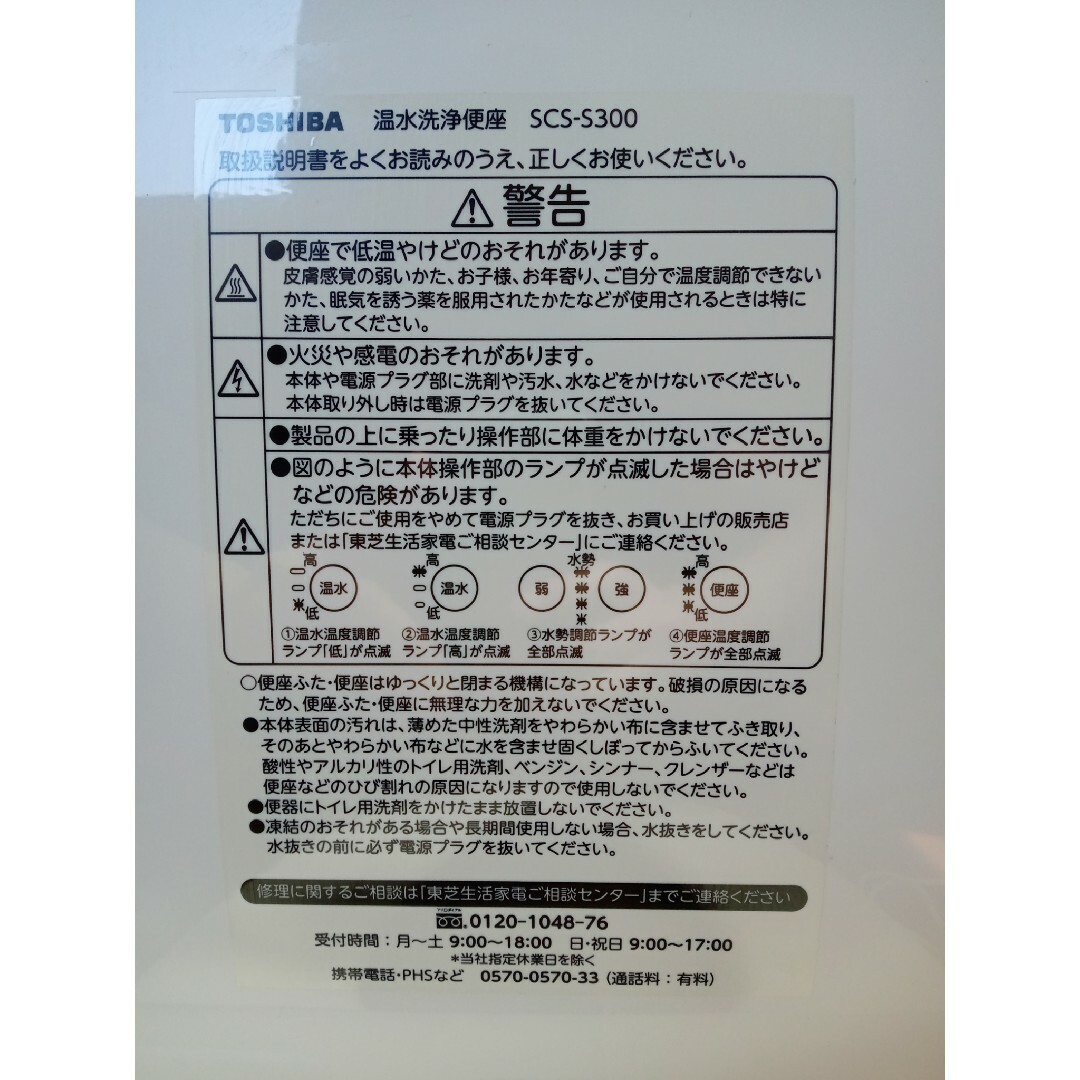 TOSHIBA 温水洗浄便座 SCS-S300
取扱説明書をよくお読みのうえ、正しくお使いください。
警告
●便座で低温やけどのおそれがあります。
皮膚感覚の弱いかた、お子様、お年寄り、ご自分で温度調節できない
かた、眠気を誘う薬を服用されたかたなどが使用されるときは特に
注意してください。
●火災や感電のおそれがあります。
本体や電源プラグ部に洗剤や汚水、水などをかけないでください。
本体取り外し時は電源プラグを抜いてください。
●製品の上に乗ったり操作部に体重をかけないでください。
●図のように本体操作部のランプが点滅した場合はやけど
などの危険があります。
ただちにご使用をやめて電源プラグを抜き、お買い上げの販売店
または「東芝生活家電ご相談センター」にご連絡ください。
高 高 水勢 高
温水 温水 弱 強 便座
低 低 低
①温水温度調節 ②温水温度調節 ③水勢調節ランプが ④便座温度調節
ランプ「低」が点滅 ランプ「高」が点滅 全部点滅 ランプが全部点滅
○便座ふた・便座はゆっくりと閉まる機構になっています。破損の原因になる
ため、便座ふた・便座に無理な力を加えないでください。
●本体表面の汚れは、薄めた中性洗剤をやわらかい布に含ませてふき取り、
そのあとやわらかい布などに水を含ませ固くしぼってからふいてください。
酸性やアルカリ性のトイレ用洗剤、ベンジン、シンナー、クレンザーなどは
便座などのひび割れの原因になりますので使用しないでください。
●便器にトイレ用洗剤をかけたまま放置しないでください。
●凍結のおそれがある場合や長期間使用しない場合、水抜きをしてください。
水抜きの前に必ず電源プラグを抜いてください。
修理に関するご相談は「東芝生活家電ご相談センター」までご連絡ください
フリーダイヤル 0120-1048-76
受付時間：月～土 9:00～18:00 日・祝日 9:00～17:00
*当社指定休業日を除く
携帯電話・PHSなど 0570-0570-33 (通話料：有料)